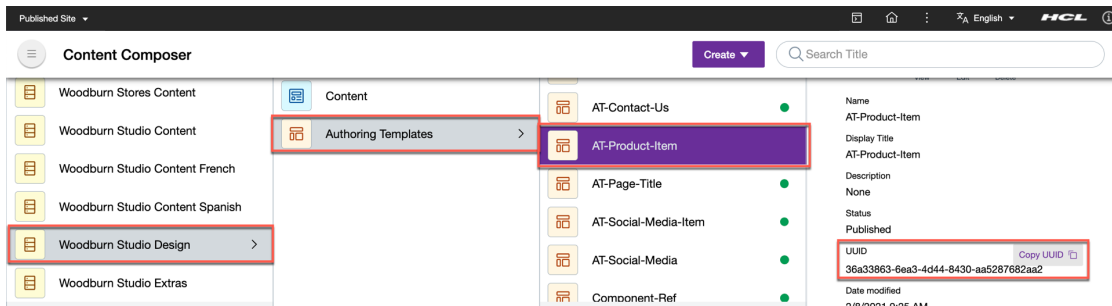 Published Site
English
HCL
Content Composer
Create
Search Title
Woodburn Stores Content
Woodburn Studio Content
Woodburn Studio Content French
Woodburn Studio Content Spanish
Woodburn Studio Design
Woodburn Studio Extras
Content
Authoring Templates
AT-Contact-Us
AT-Product-Item
AT-Page-Title
AT-Social-Media-Item
AT-Social-Media
Component-Ref
Name
AT-Product-Item
Display Title
AT-Product-Item
Description
None
Status
Published
UUID
Copy UUID
36a33863-6ea3-4d44-8430-aa5287682aa2
Date modified